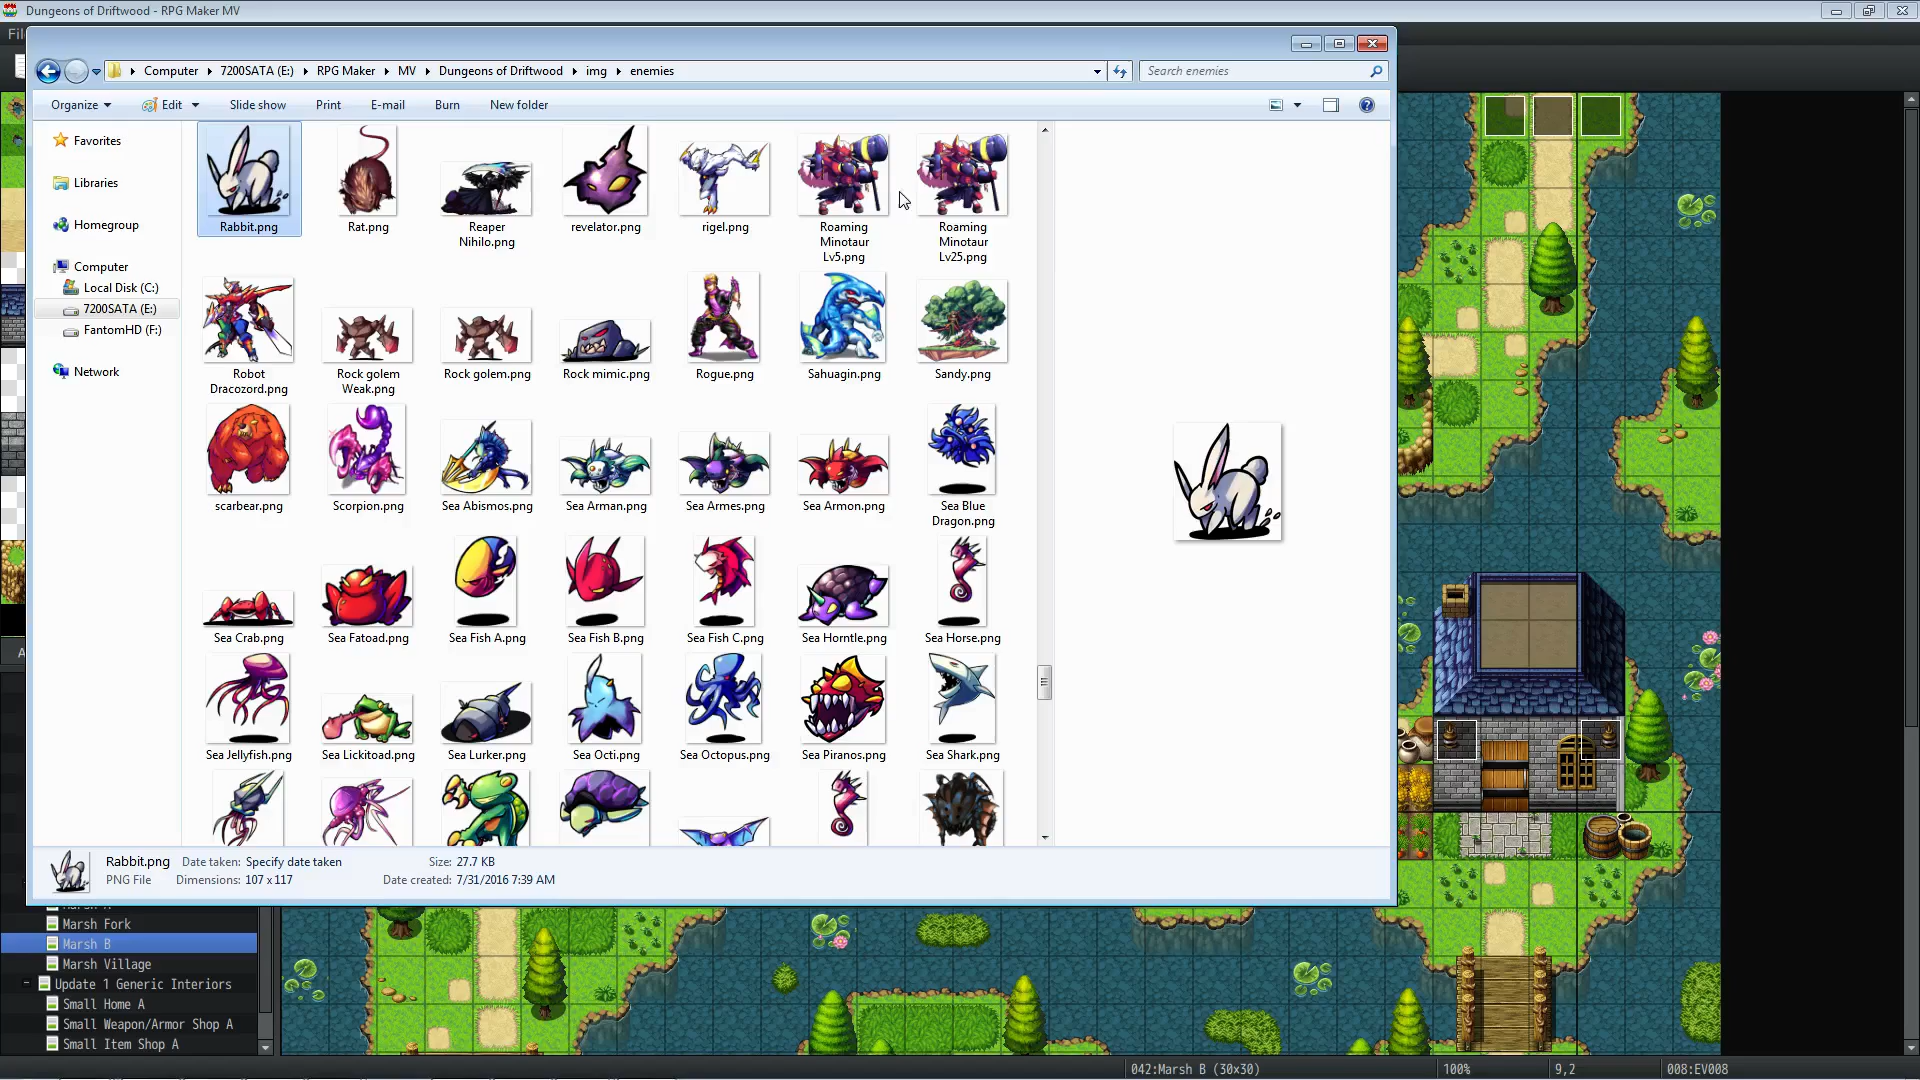 Dungeons of Driftwood - RPG Maker MV
Computer 7200SATA (E:) RPG Maker MV Dungeons of Driftwood img enemies
Search enemies
Organize Edit Slide show Print E-mail Burn New folder
Favorites
Libraries
Homegroup
Computer
Local Disk (C:)
7200SATA (E:)
FantomHD (F:)
Network
Rabbit.png
Rat.png
Reaper
Nihilo.png
revelator.png
rigel.png
Roaming
Minotaur
Lv5.png
Roaming
Minotaur
Lv25.png
Robot
Dracozord.png
Rock golem
Weak.png
Rock golem.png
Rock mimic.png
Rogue.png
Sahuagin.png
Sandy.png
scarbear.png
Scorpion.png
Sea Abismos.png
Sea Arman.png
Sea Armes.png
Sea Armon.png
Sea Blue
Dragon.png
Sea Crab.png
Sea Fatoad.png
Sea Fish A.png
Sea Fish B.png
Sea Fish C.png
Sea Horntle.png
Sea Horse.png
Sea Jellyfish.png
Sea Lickitoad.png
Sea Lurker.png
Sea Octi.png
Sea Octopus.png
Sea Piranos.png
Sea Shark.png
Rabbit.png Date taken: Specify date taken Size: 27.7 KB
PNG File Dimensions: 107 x 117 Date created: 7/31/2016 7:39 AM
Marsh Fork
Marsh B
Marsh Village
Update 1 Generic Interiors
Small Home A
Small Weapon/Armor Shop A
Small Item Shop A
042:Marsh B (30x30) 100% 9,2 008:EV008